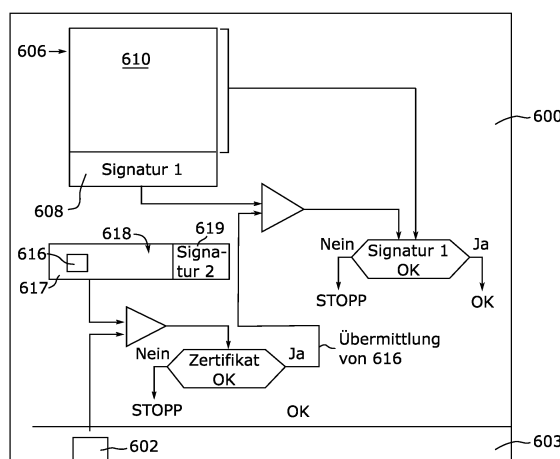 606
610
600
Signatur 1
608
619
618
Signa-
tur 2
616
617
Nein
Signatur 1
OK
Ja
STOPP
OK
Übermittlung
von 616
Nein
Zertifikat
OK
Ja
STOPP
OK
602
603